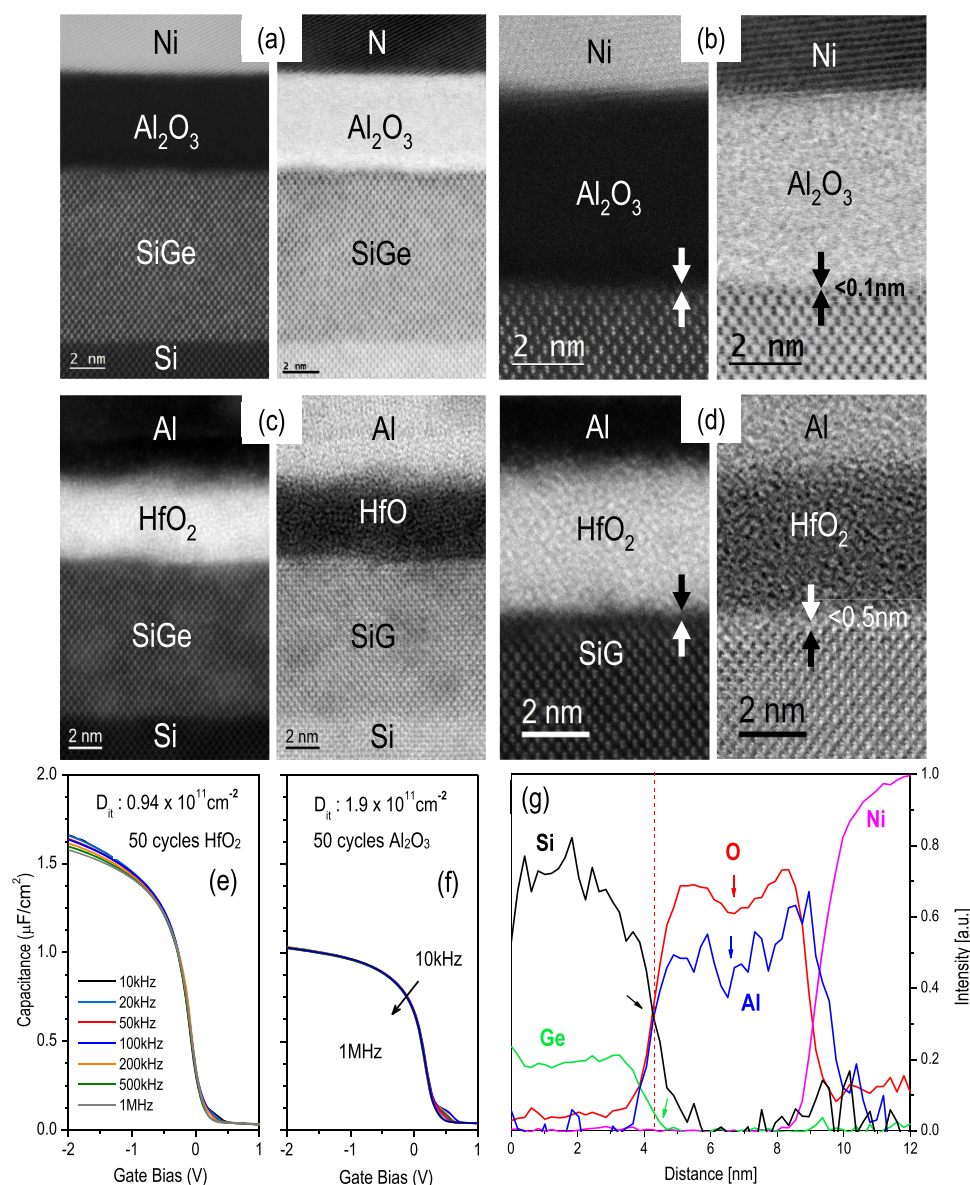 Ni
(a)
N
Al₂O₃
Al₂O₃
SiGe
SiGe
Si
2 nm
2 nm
Ni
(b)
Ni
Al₂O₃
Al₂O₃
<0.1nm
2 nm
2 nm
Al
(c)
Al
HfO₂
HfO
SiGe
SiG
Si
Si
2 nm
2 nm
Al
(d)
Al
HfO₂
HfO₂
<0.5nm
SiG
2 nm
2 nm
Capacitance (µF/cm²)
2.0
1.5
1.0
0.5
0.0
Dᵢₜ : 0.94 x 10¹¹cm⁻²
50 cycles HfO₂
(e)
10kHz
20kHz
50kHz
100kHz
200kHz
500kHz
1MHz
-2 -1 0 1
Gate Bias (V)
Dᵢₜ : 1.9 x 10¹¹cm⁻²
50 cycles Al₂O₃
(f)
10kHz
1MHz
-2 -1 0 1
Gate Bias (V)
(g)
Ni
Si
O
Al
Ge
1.0
0.8
0.6
0.4
0.2
0.0
Intensity [a.u.]
0 2 4 6 8 10 12
Distance [nm]